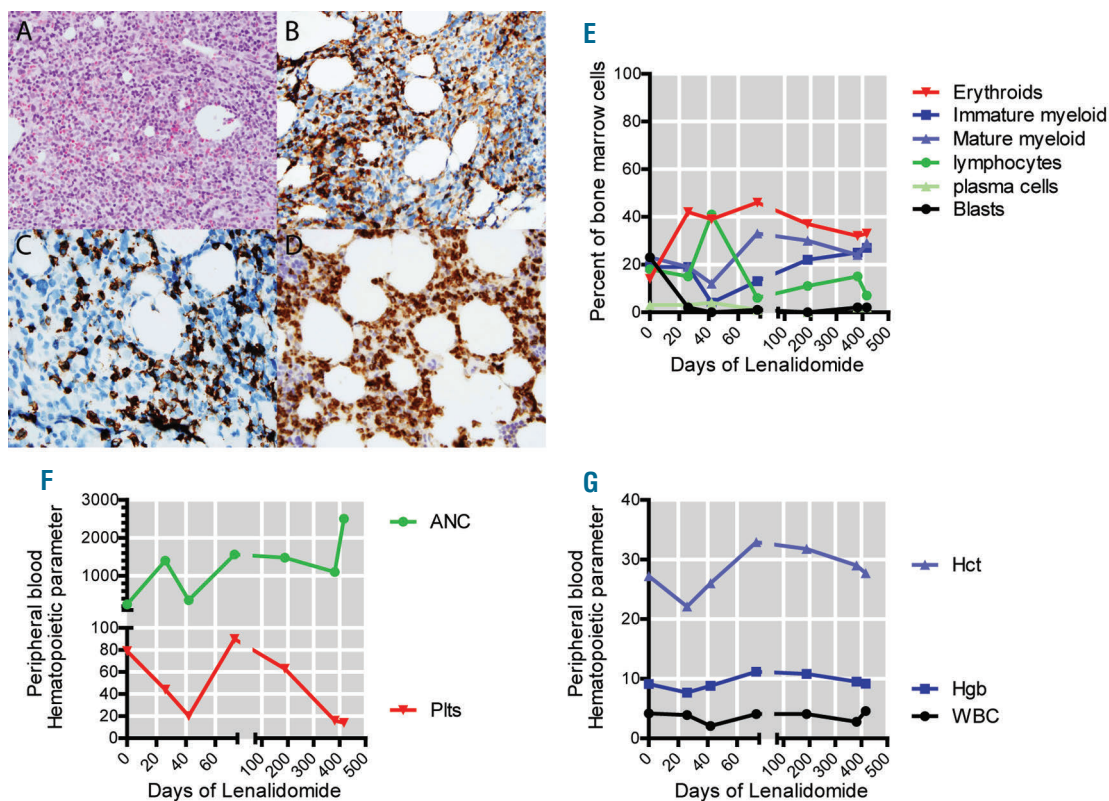 A
B
C
D
E
Percent of bone marrow cells
100
80
60
40
20
0
0
20
40
60
100
200
300
400
500
Days of Lenalidomide
Erythroids
Immature myeloid
Mature myeloid
lymphocytes
plasma cells
Blasts
F
Peripheral blood
Hematopoietic parameter
3000
2000
1000
100
80
60
40
20
0
0
20
40
60
100
200
300
400
500
Days of Lenalidomide
ANC
Plts
G
Peripheral blood
Hematopoietic parameter
40
30
20
10
0
0
20
40
60
100
200
300
400
500
Days of Lenalidomide
Hct
Hgb
WBC